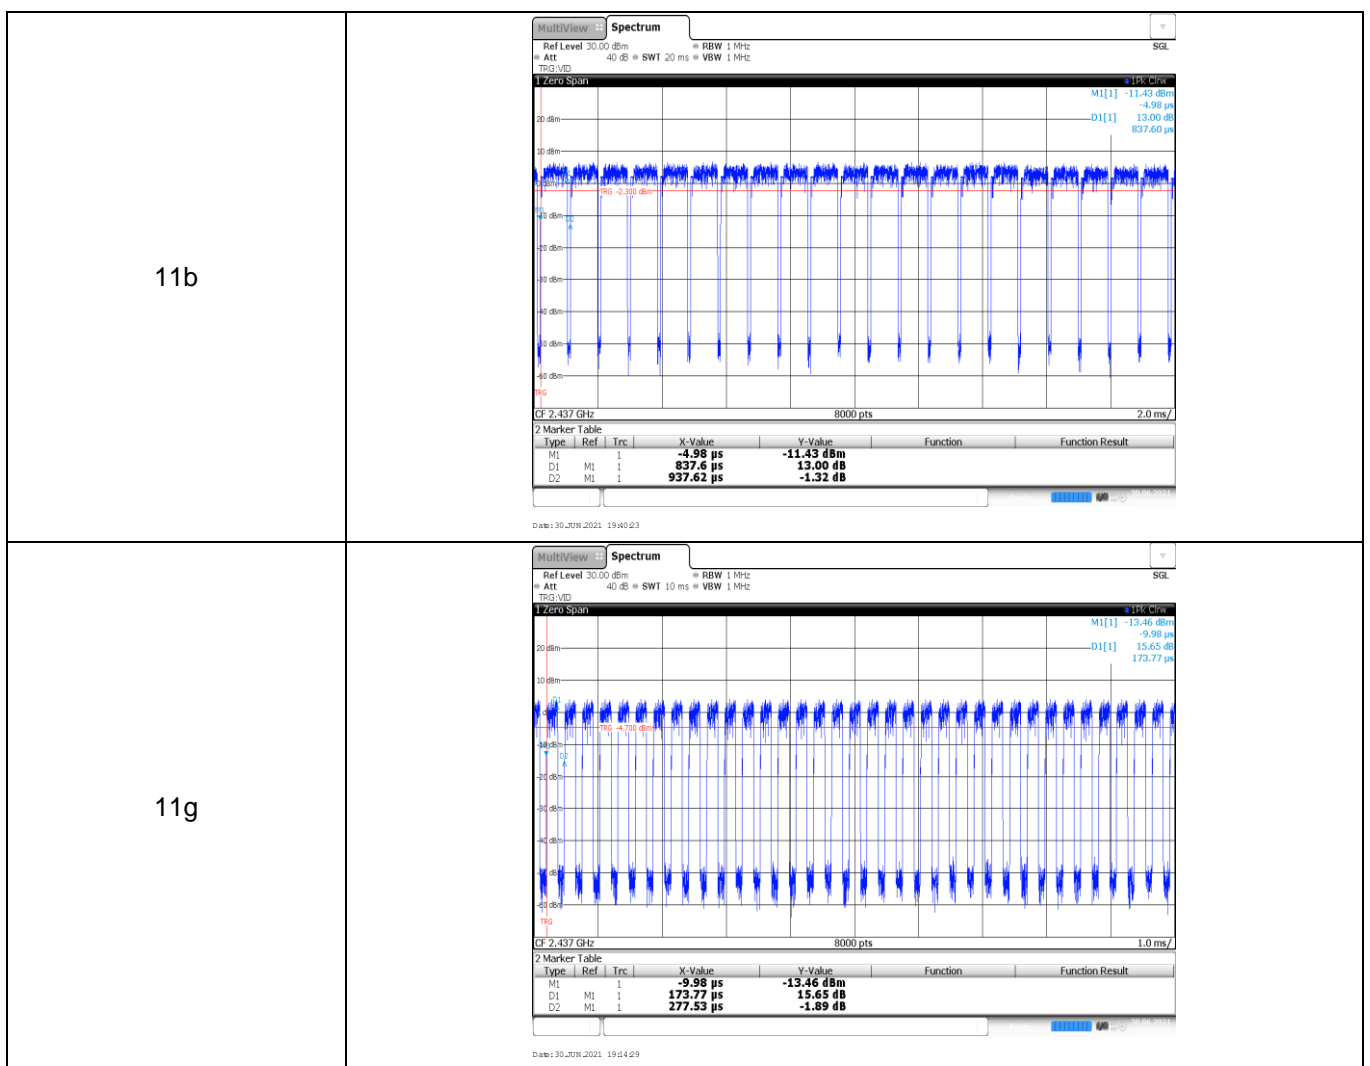 11b
MultiView Spectrum
Ref Level 30.00 dBm RBW 1 MHz SGL
Att 40 dB SWT 20 ms VBW 1 MHz
TRG:VID
1 Zero Span 1Pk Clrw
M1[1] -11.43 dBm
-4.98 µs
20 dBm D1[1] 13.00 dB
837.60 µs
10 dBm
TRG -2.300 dBm
D2
-20 dBm
-30 dBm
-40 dBm
-60 dBm
TRG
CF 2.437 GHz 8000 pts 2.0 ms/
2 Marker Table
Type Ref Trc X-Value Y-Value Function Function Result
M1 1 -4.98 µs -11.43 dBm
D1 M1 1 837.6 µs 13.00 dB
D2 M1 1 937.62 µs -1.32 dB
30.06.2021
Date: 30.JUN.2021 19:40:23
11g
MultiView Spectrum
Ref Level 30.00 dBm RBW 1 MHz SGL
Att 40 dB SWT 10 ms VBW 1 MHz
TRG:VID
1 Zero Span 1Pk Clrw
M1[1] -13.46 dBm
-9.98 µs
20 dBm D1[1] 15.65 dB
173.77 µs
10 dBm
D1
TRG -4.700 dBm
D2
-20 dBm
-30 dBm
-40 dBm
-60 dBm
TRG
CF 2.437 GHz 8000 pts 1.0 ms/
2 Marker Table
Type Ref Trc X-Value Y-Value Function Function Result
M1 1 -9.98 µs -13.46 dBm
D1 M1 1 173.77 µs 15.65 dB
D2 M1 1 277.53 µs -1.89 dB
30.06.2021
Date: 30.JUN.2021 19:14:29